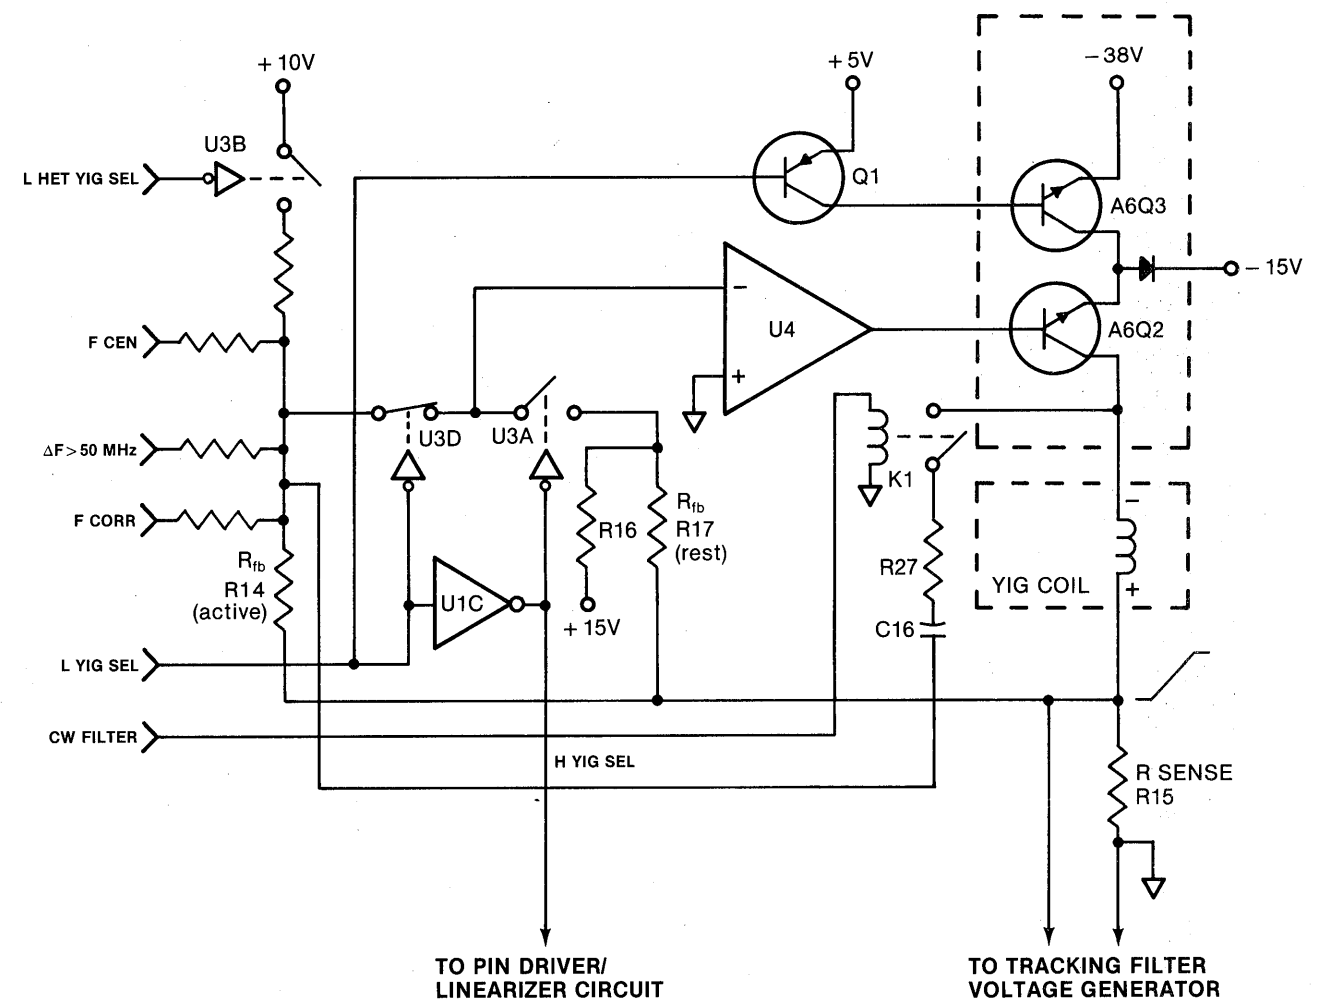 +10V
+5V
−38V
U3B
L HET YIG SEL
Q1
A6Q3
−15V
−
U4
A6Q2
F CEN
+
U3D
U3A
ΔF>50 MHz
K1
−
Rfb
R17
(rest)
R16
F CORR
Rfb
R14
(active)
R27
YIG COIL
+
U1C
+15V
C16
L YIG SEL
CW FILTER
H YIG SEL
R SENSE
R15
TO PIN DRIVER/
LINEARIZER CIRCUIT
TO TRACKING FILTER
VOLTAGE GENERATOR